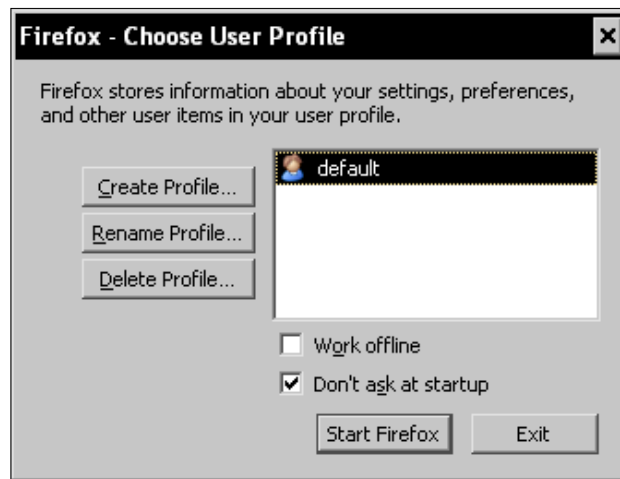 Firefox - Choose User Profile
Firefox stores information about your settings, preferences,
and other user items in your user profile.
default
Create Profile...
Rename Profile...
Delete Profile...
Work offline
Don't ask at startup
Start Firefox
Exit